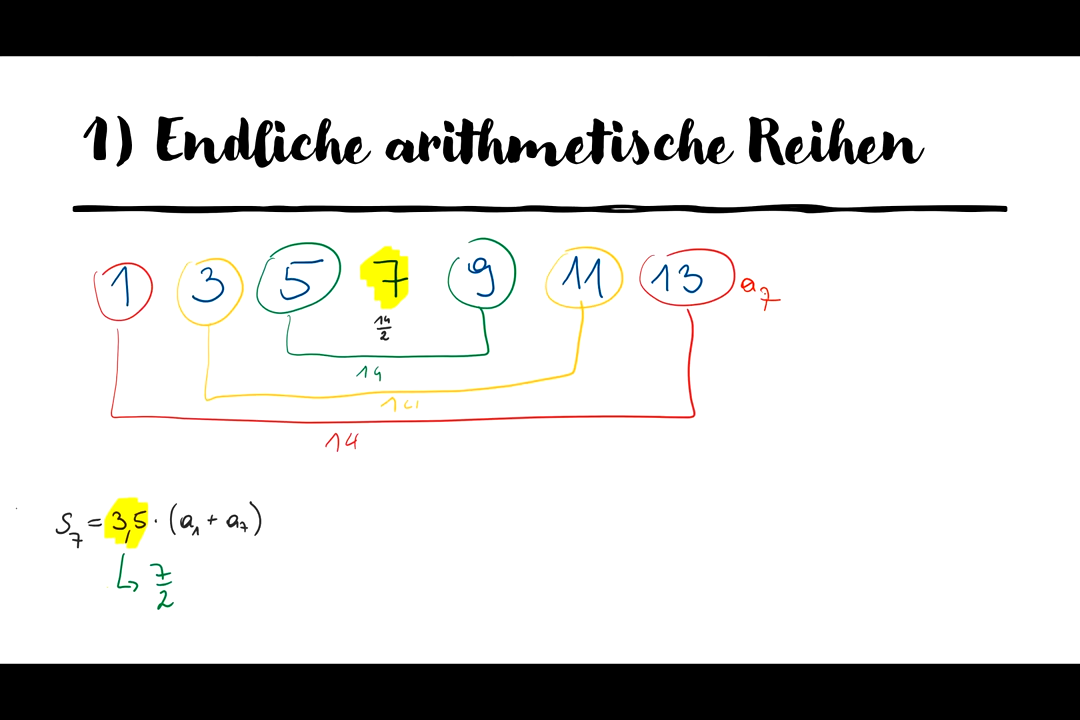 1) Endliche arithmetische Reihen
1 3 5 7 9 11 13 a₇
14/2
14
14
14
S₇ = 3,5 · (a₁ + a₇)
↳ 7/2